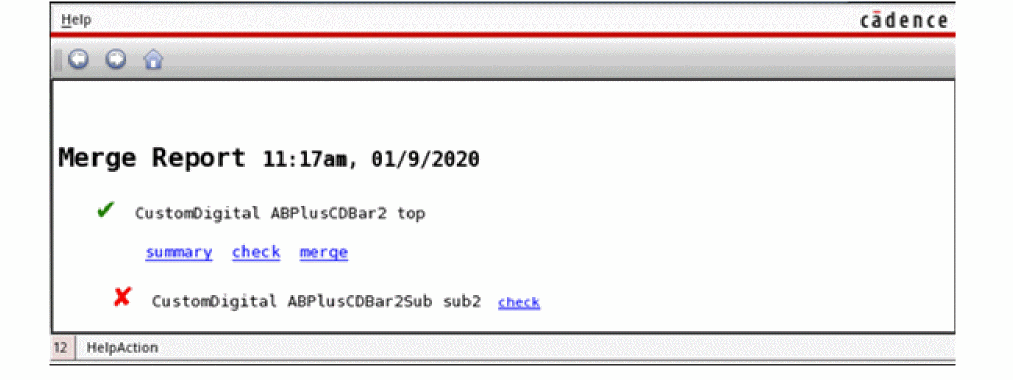 Help cādence
Merge Report 11:17am, 01/9/2020
✔ CustomDigital ABPlusCDBar2 top
summary check merge
✘ CustomDigital ABPlusCDBar2Sub sub2 check
12 HelpAction